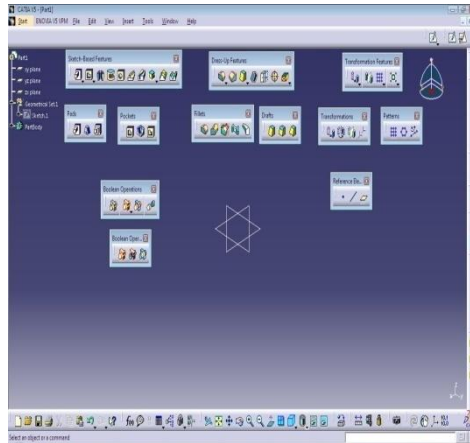 CATIA V5 - [Part1]
Start ENOVIA V5 VPM File Edit View Insert Tools Window Help
Part1
xy plane
yz plane
zx plane
Geometrical Set.1
Sketch.1
PartBody
Sketch-Based Features
Dress-Up Features
Transformation Features
Pads
Pockets
Fillets
Drafts
Transformations
Patterns
Boolean Operations
Reference Ele...
Boolean Oper...
Select an object or a command